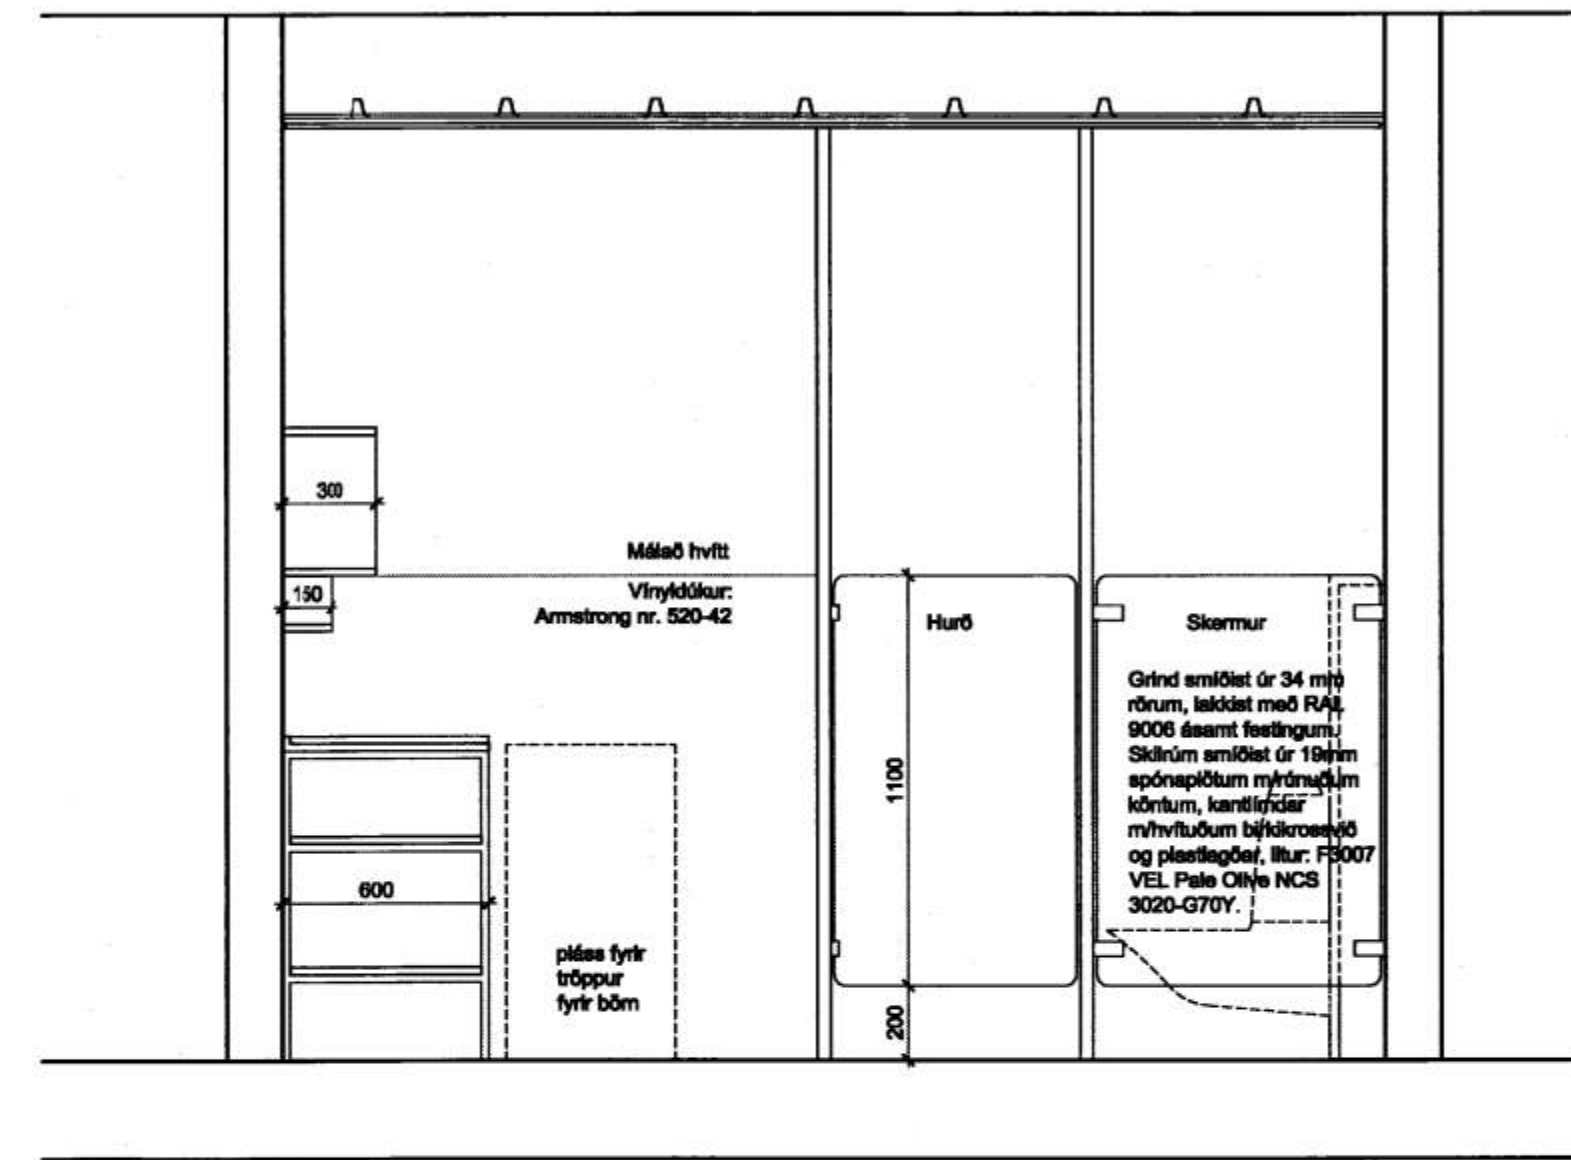 300
Málað hvítt
150
Vínyldúkur:
Armstrong nr. 520-42
Hurð
Skermur
Grind smíðist úr 34 mm
rörum, lakkist með RAL
9006 ásamt festingum.
Skilrúm smíðist úr 19mm
spónaplötum m/rúnuðum
köntum, kantlímdar
m/hvítuðum birkikrossvið
og plastlagðar, litur: F3007
VEL Pale Olive NCS
3020-G70Y.
1100
600
pláss fyrir
tröppur
fyrir börn
200